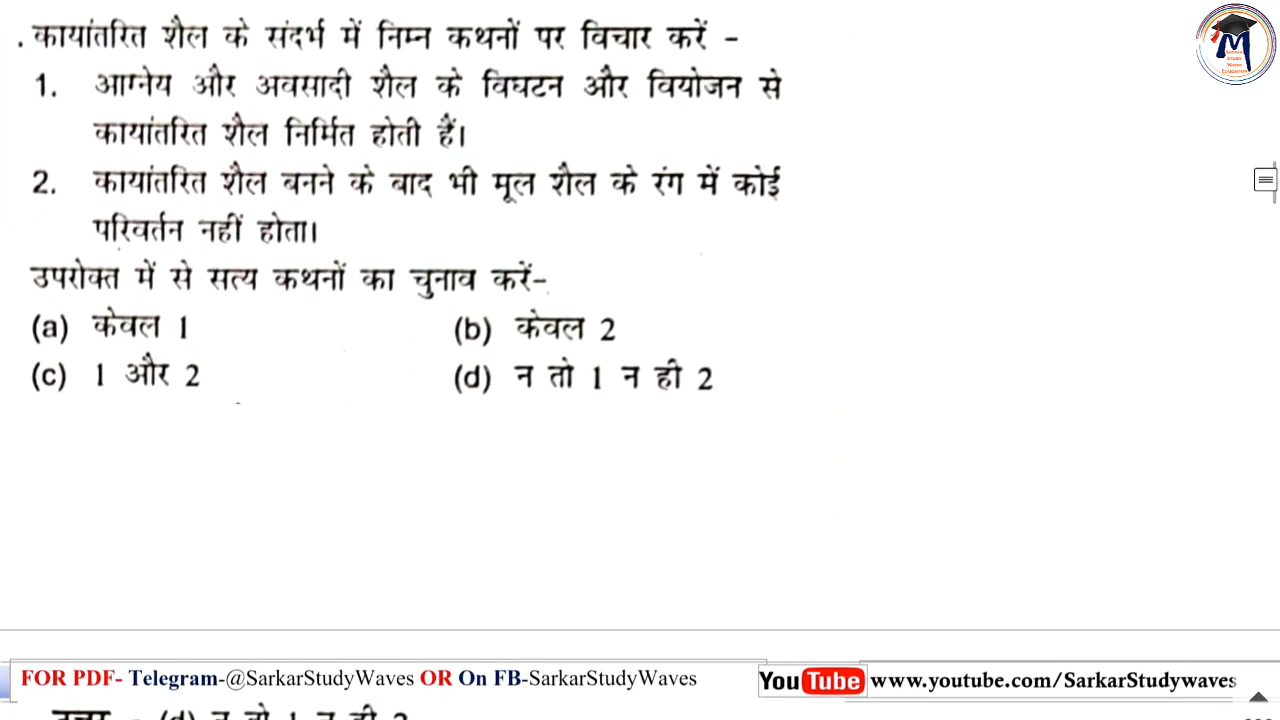 . कायांतरित शैल के संदर्भ में निम्न कथनों पर विचार करें -
1. आग्नेय और अवसादी शैल के विघटन और वियोजन से
कायांतरित शैल निर्मित होती हैं।
2. कायांतरित शैल बनने के बाद भी मूल शैल के रंग में कोई
परिवर्तन नहीं होता।
उपरोक्त में से सत्य कथनों का चुनाव करें-
(a) केवल 1 (b) केवल 2
(c) 1 और 2 (d) न तो 1 न ही 2
FOR PDF- Telegram-@SarkarStudyWaves OR On FB-SarkarStudyWaves
YouTube www.youtube.com/SarkarStudywaves